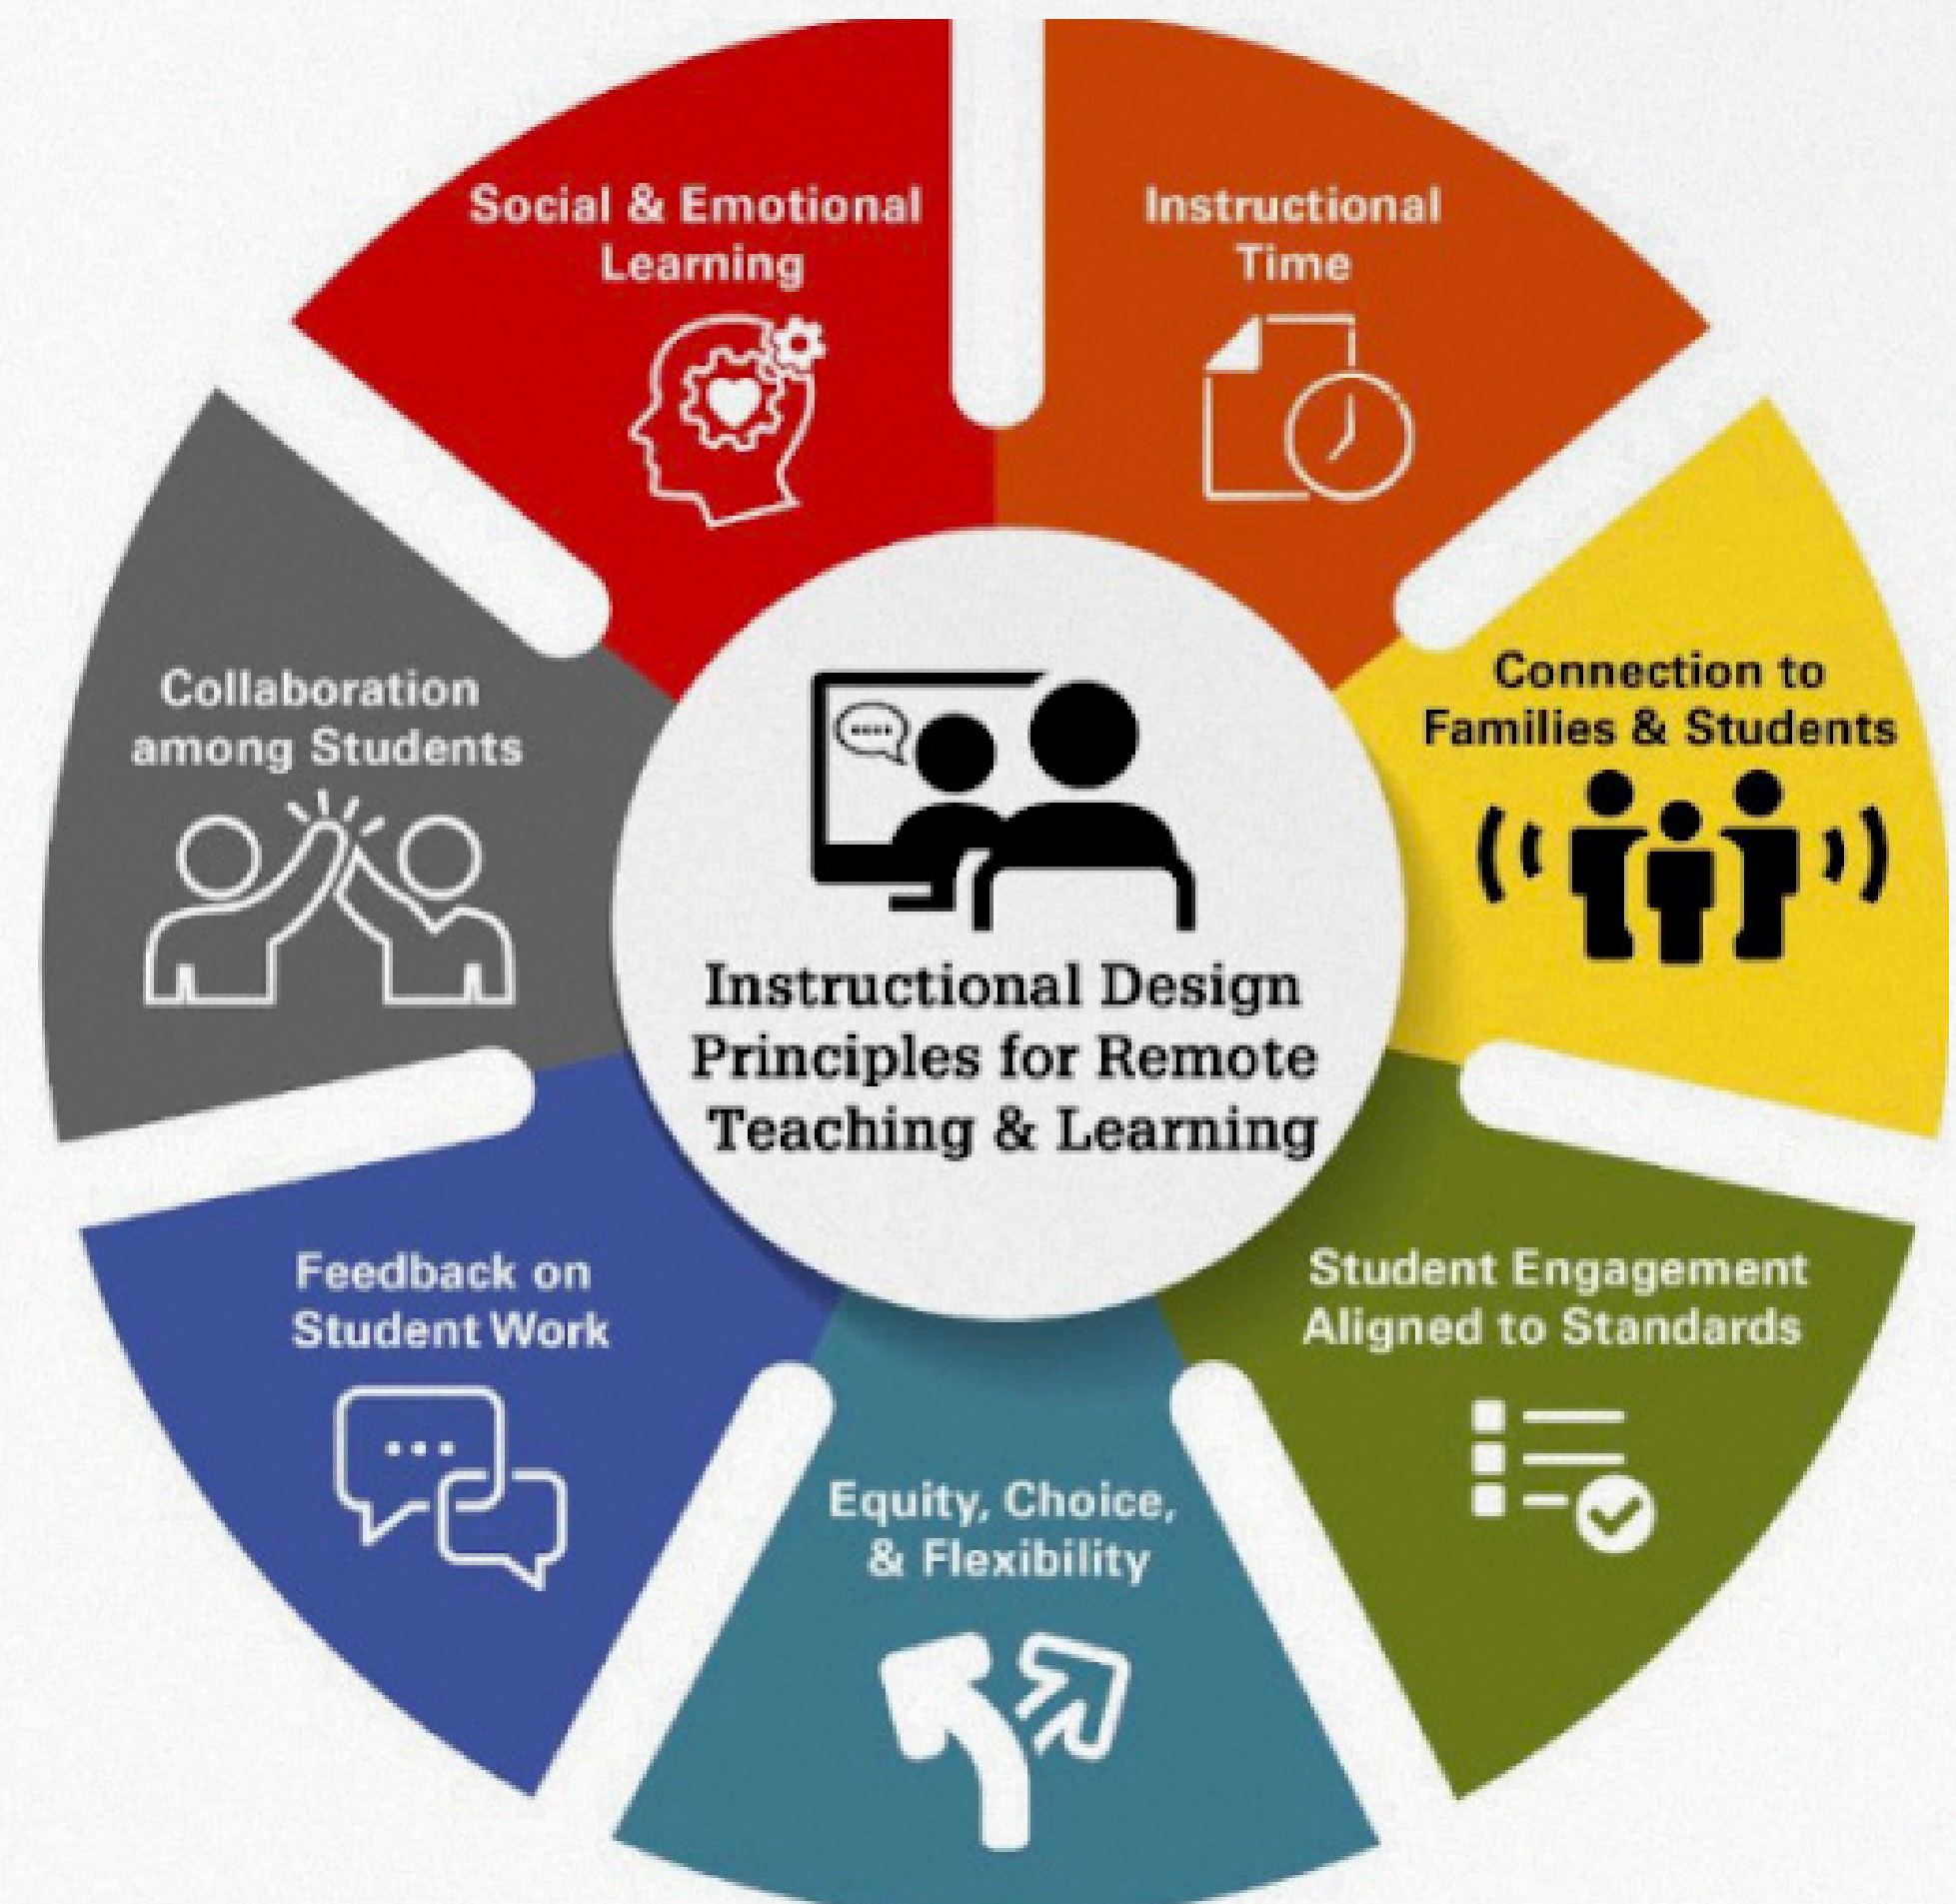 Social & Emotional
Learning
Instructional
Time
Connection to
Families & Students
Student Engagement
Aligned to Standards
Equity, Choice,
& Flexibility
Feedback on
Student Work
Collaboration
among Students
Instructional Design
Principles for Remote
Teaching & Learning